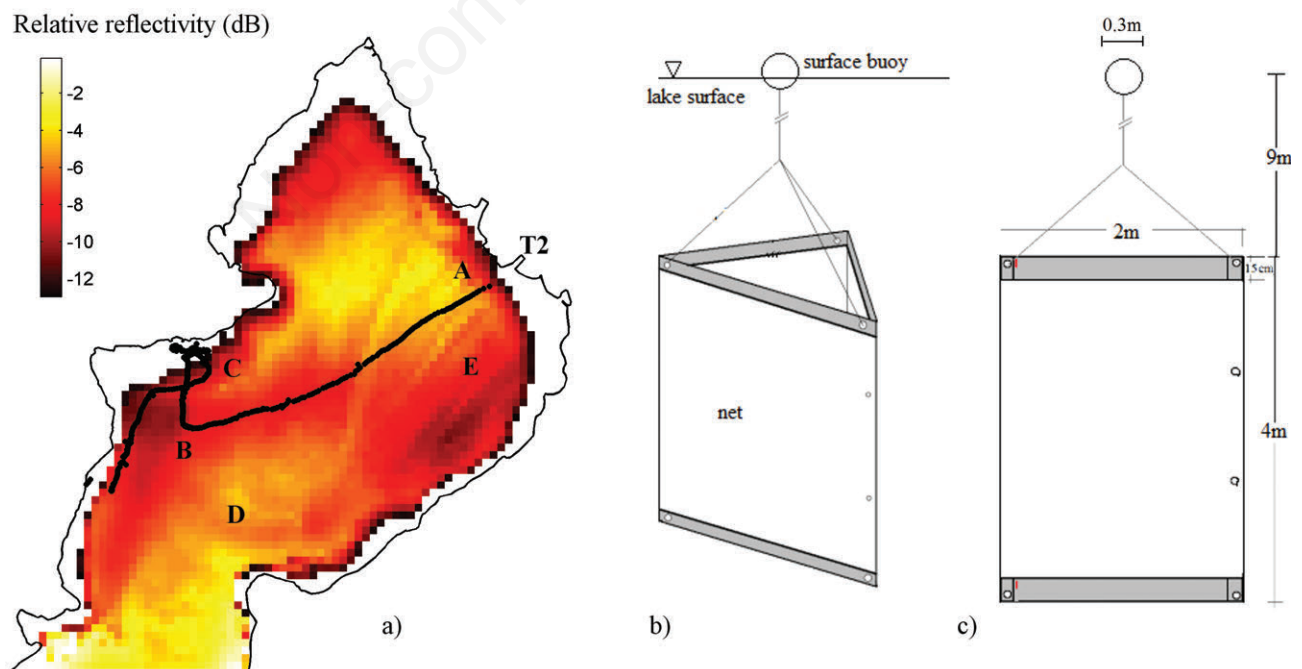 Relative reflectivity (dB)
-2
-4
-6
-8
-10
-12
A
T2
C
E
B
D
a)
surface buoy
lake surface
net
b)
0.3m
9m
2m
15cm
4m
c)